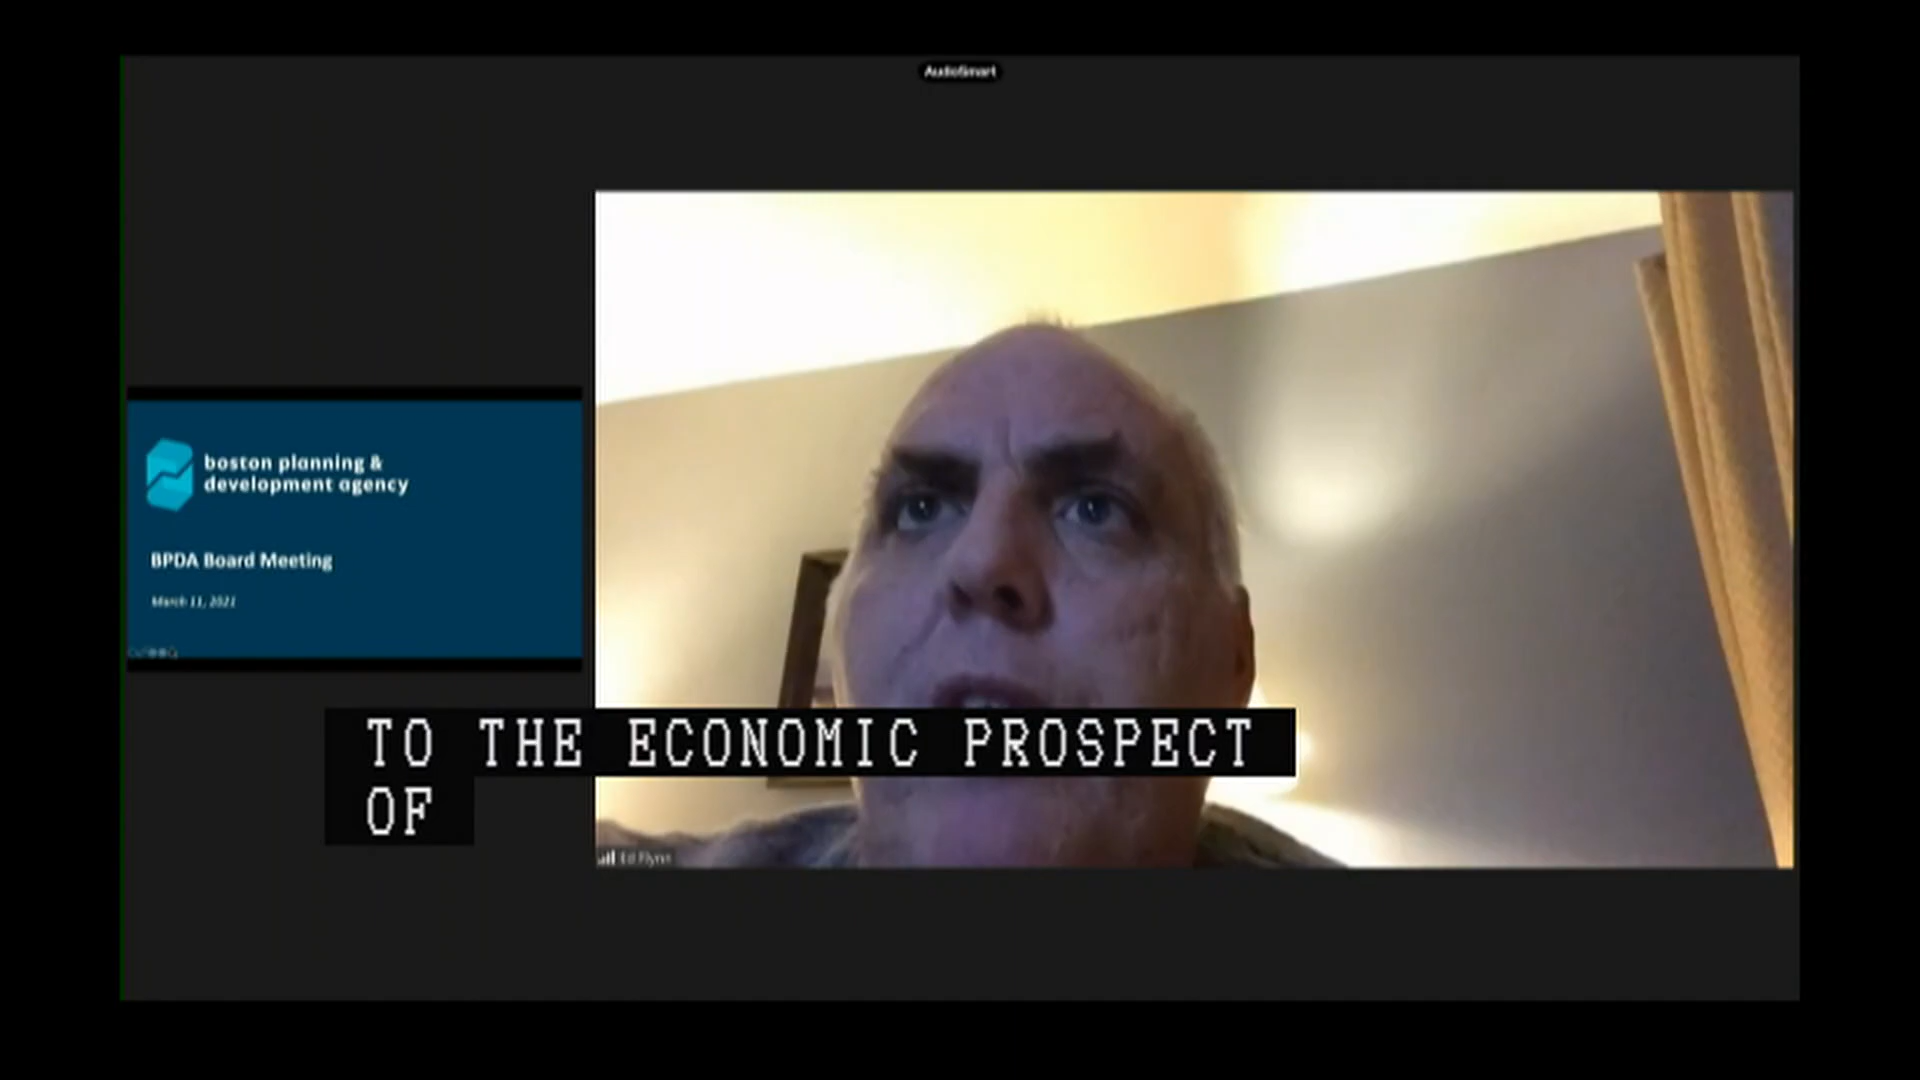 AudioSmart
boston planning &
development agency
BPDA Board Meeting
March 11, 2021
TO THE ECONOMIC PROSPECT
OF
Ed Flynn